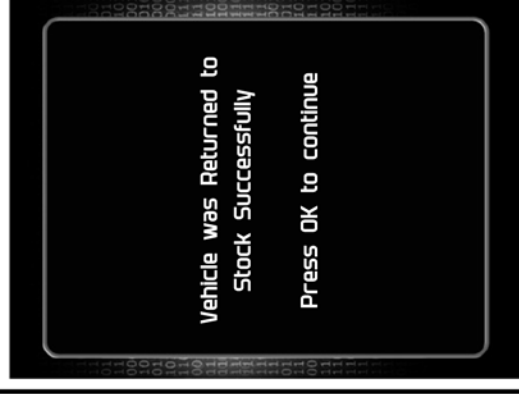 Vehicle was Returned to
Stock Successfully
Press OK to continue